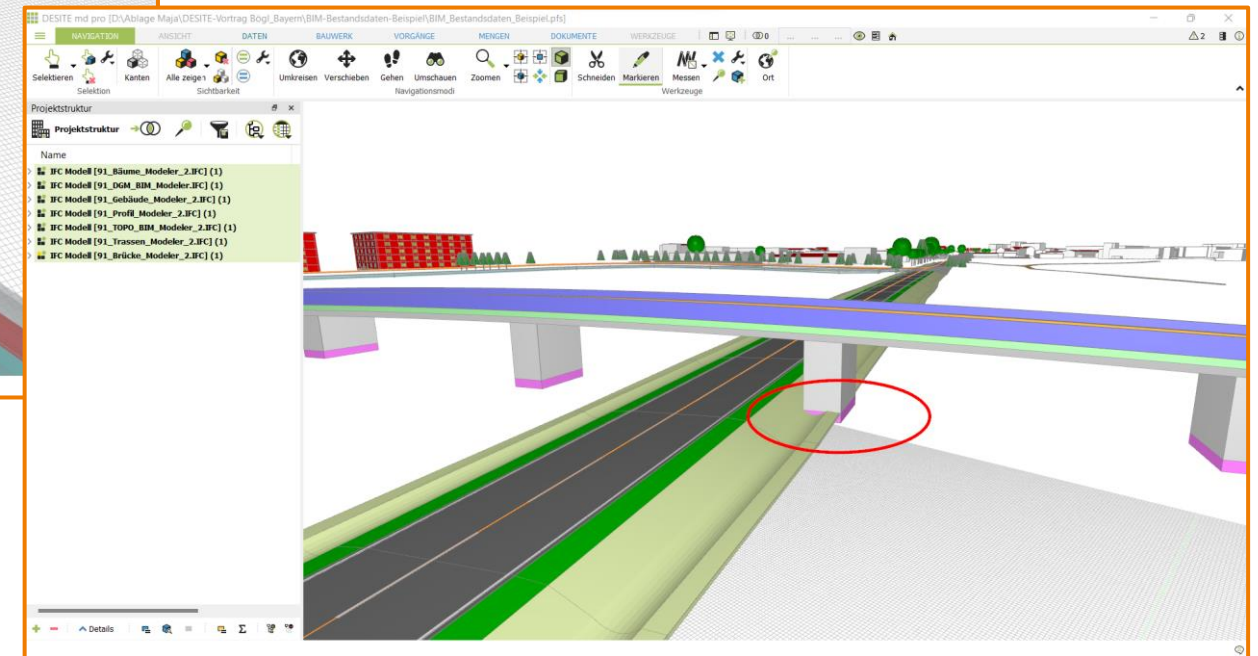 DESITE md pro [D:\Ablage Maja\DESITE-Vortrag Bögl_Bayern\BIM-Bestandsdaten-Beispiel\BIM_Bestandsdaten_Beispiel.pfs]
NAVIGATION ANSICHT DATEN BAUWERK VORGÄNGE MENGEN DOKUMENTE WERKZEUGE 0 ... ... ... 2
Selektieren Kanten Alle zeigen Umkreisen Verschieben Gehen Umschauen Zoomen Schneiden Markieren Messen Ort
Selektion Sichtbarkeit Navigationsmodi Werkzeuge
Projektstruktur
Projektstruktur
Name
IFC Modell [91_Bäume_Modeler_2.IFC] (1)
IFC Modell [91_DGM_BIM_Modeler.IFC] (1)
IFC Modell [91_Gebäude_Modeler_2.IFC] (1)
IFC Modell [91_Profil_Modeler_2.IFC] (1)
IFC Modell [91_TOPO_BIM_Modeler_2.IFC] (1)
IFC Modell [91_Trassen_Modeler_2.IFC] (1)
IFC Modell [91_Brücke_Modeler_2.IFC] (1)
Details